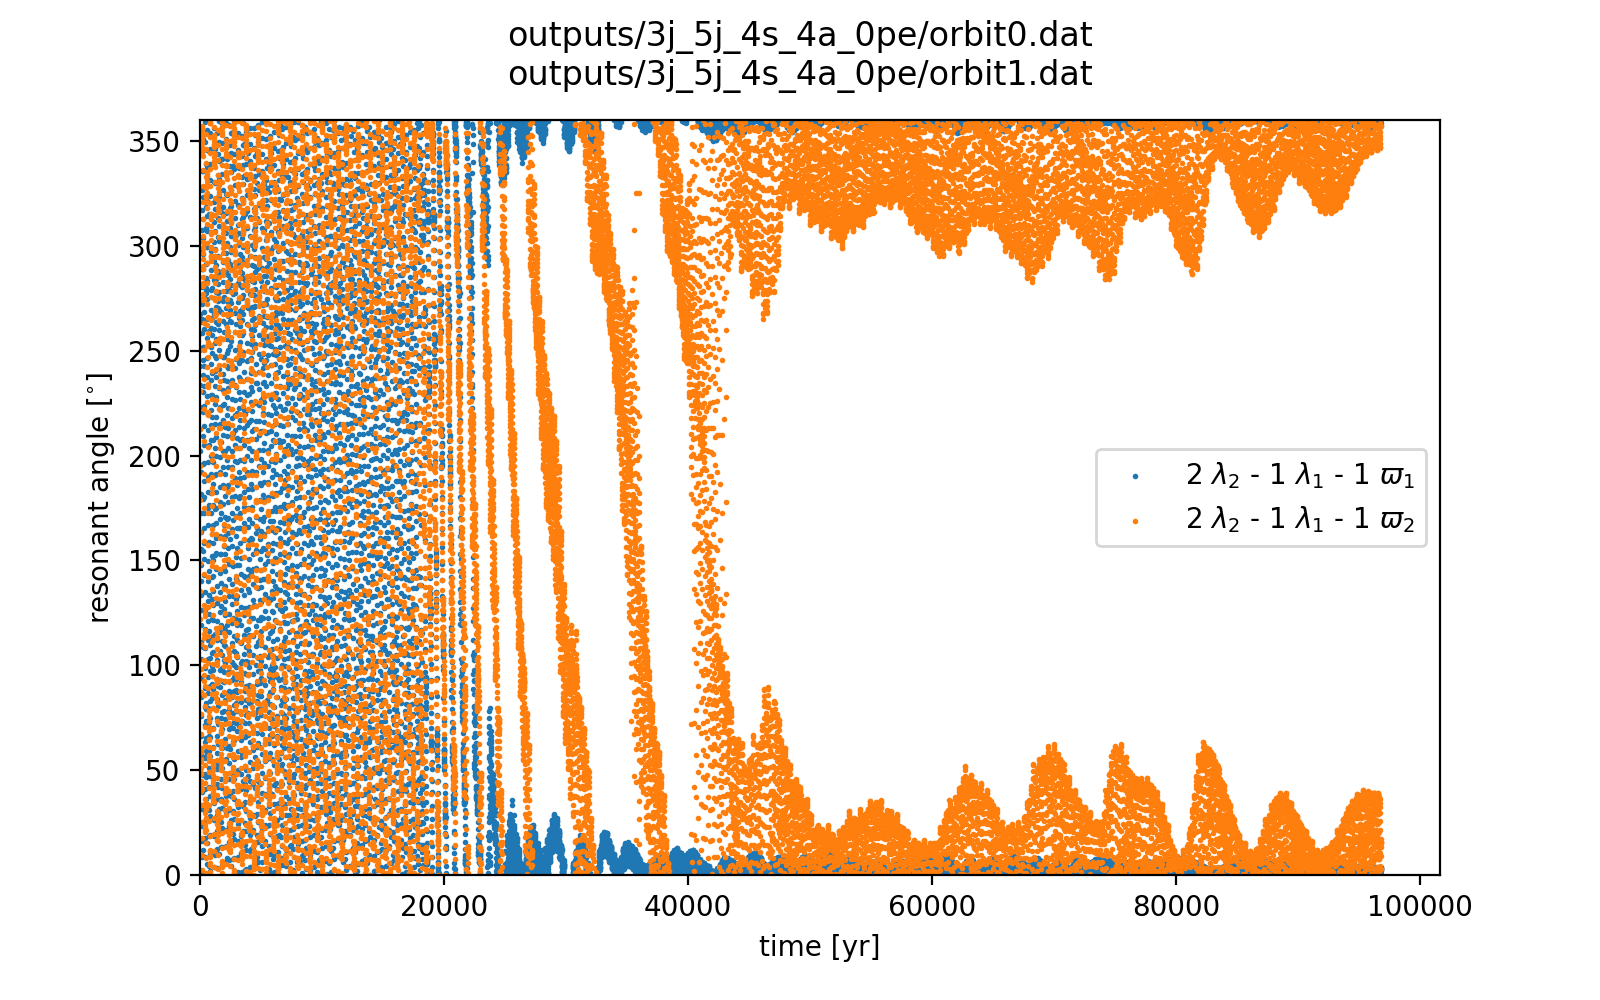 outputs/3j_5j_4s_4a_0pe/orbit0.dat
outputs/3j_5j_4s_4a_0pe/orbit1.dat
350
300
250
200
150
100
50
0
resonant angle [°]
2 λ₂ - 1 λ₁ - 1 ϖ₁
2 λ₂ - 1 λ₁ - 1 ϖ₂
0 20000 40000 60000 80000 100000
time [yr]